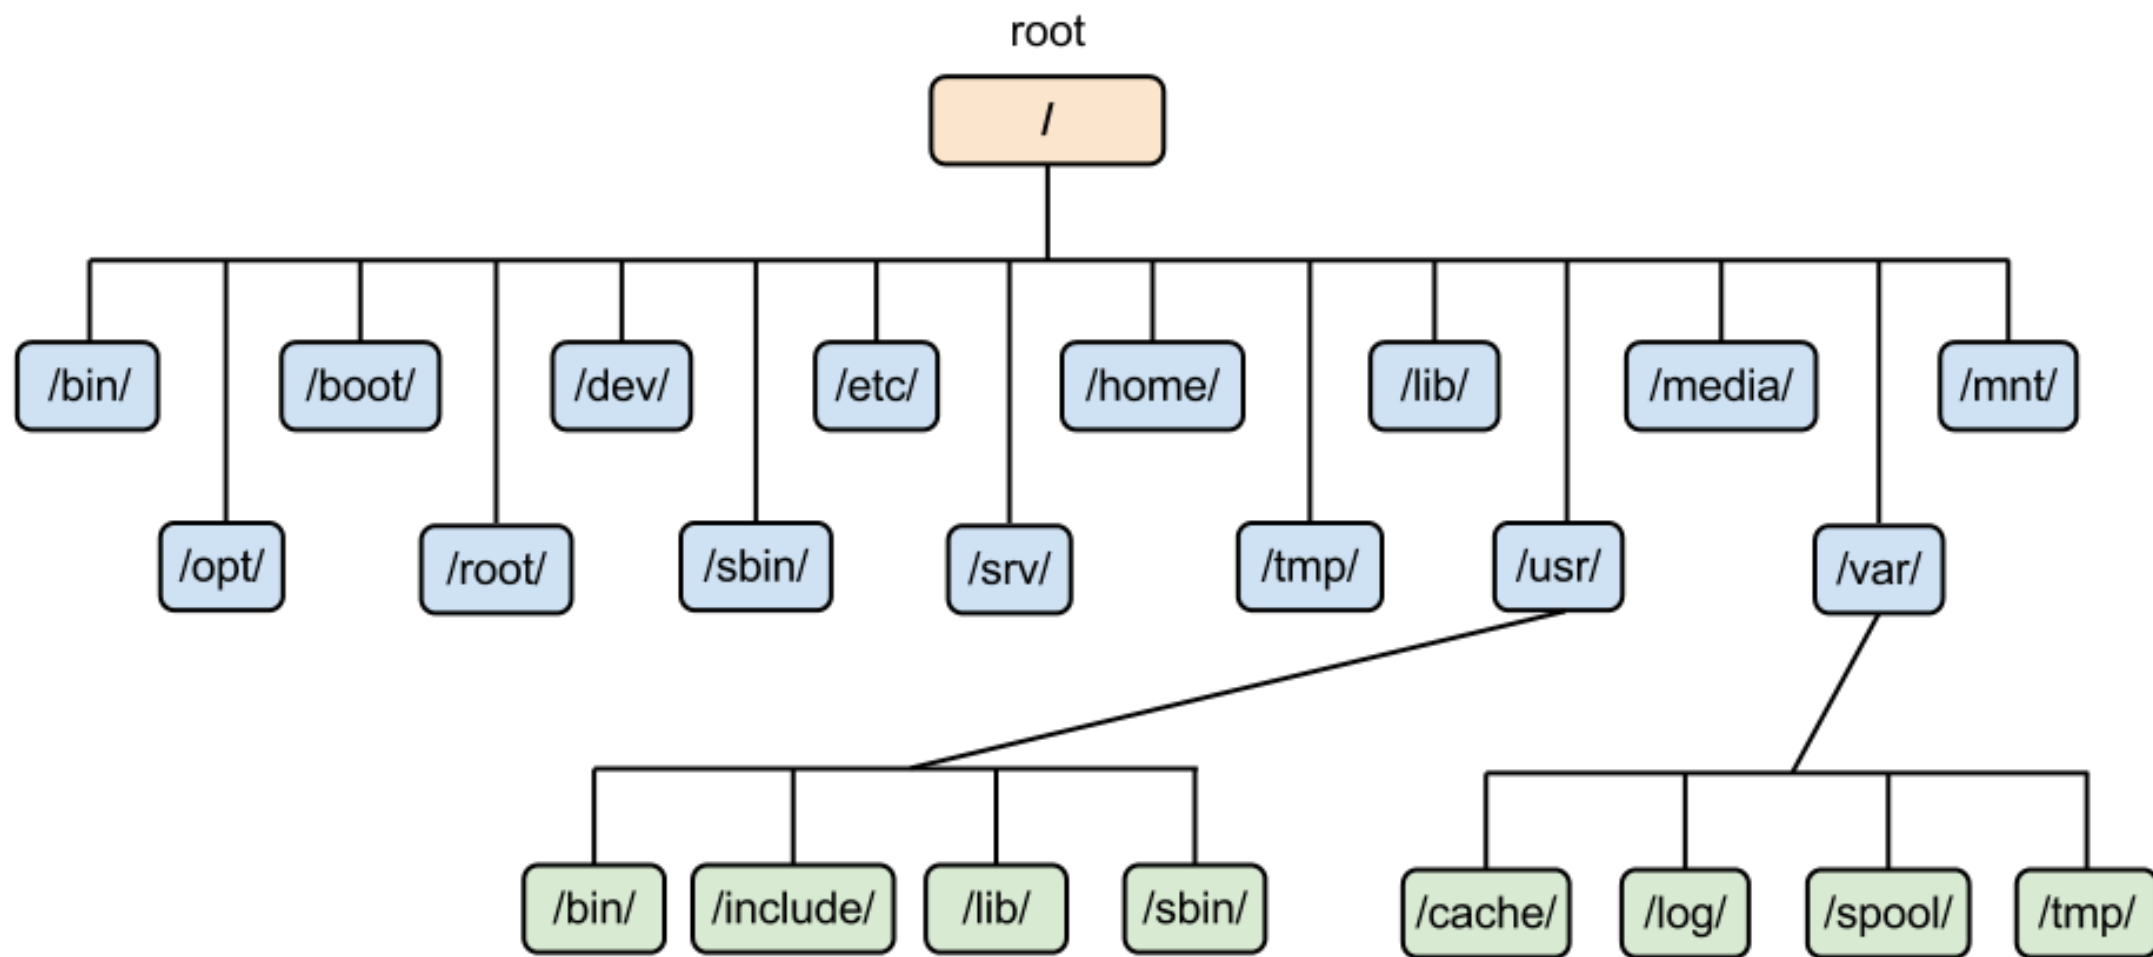 root
/
/bin/
/boot/
/dev/
/etc/
/home/
/lib/
/media/
/mnt/
/opt/
/root/
/sbin/
/srv/
/tmp/
/usr/
/var/
/bin/
/include/
/lib/
/sbin/
/cache/
/log/
/spool/
/tmp/